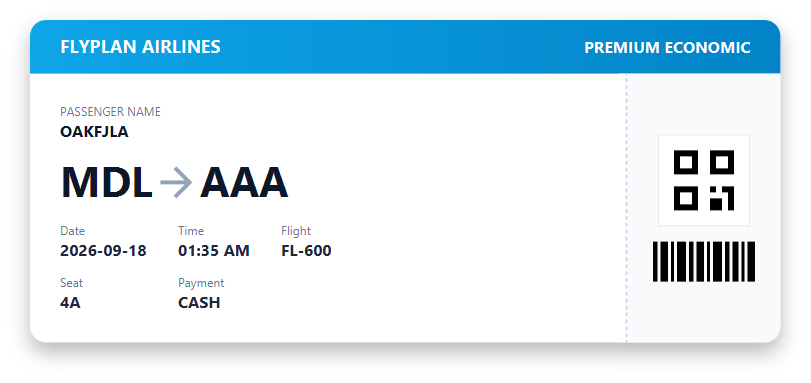 FLYPLAN AIRLINES
PREMIUM ECONOMIC
PASSENGER NAME
OAKFJLA
MDL → AAA
Date Time Flight
2026-09-18 01:35 AM FL-600
Seat Payment
4A CASH